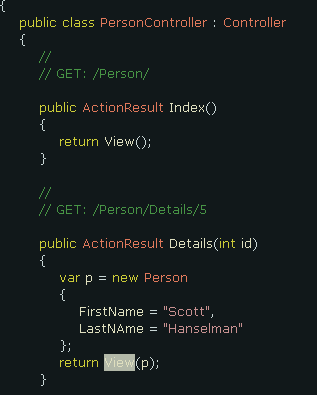 {
public class PersonController : Controller
{
//
// GET: /Person/
public ActionResult Index()
{
return View();
}
//
// GET: /Person/Details/5
public ActionResult Details(int id)
{
var p = new Person
{
FirstName = "Scott",
LastNAme = "Hanselman"
};
return View(p);
}